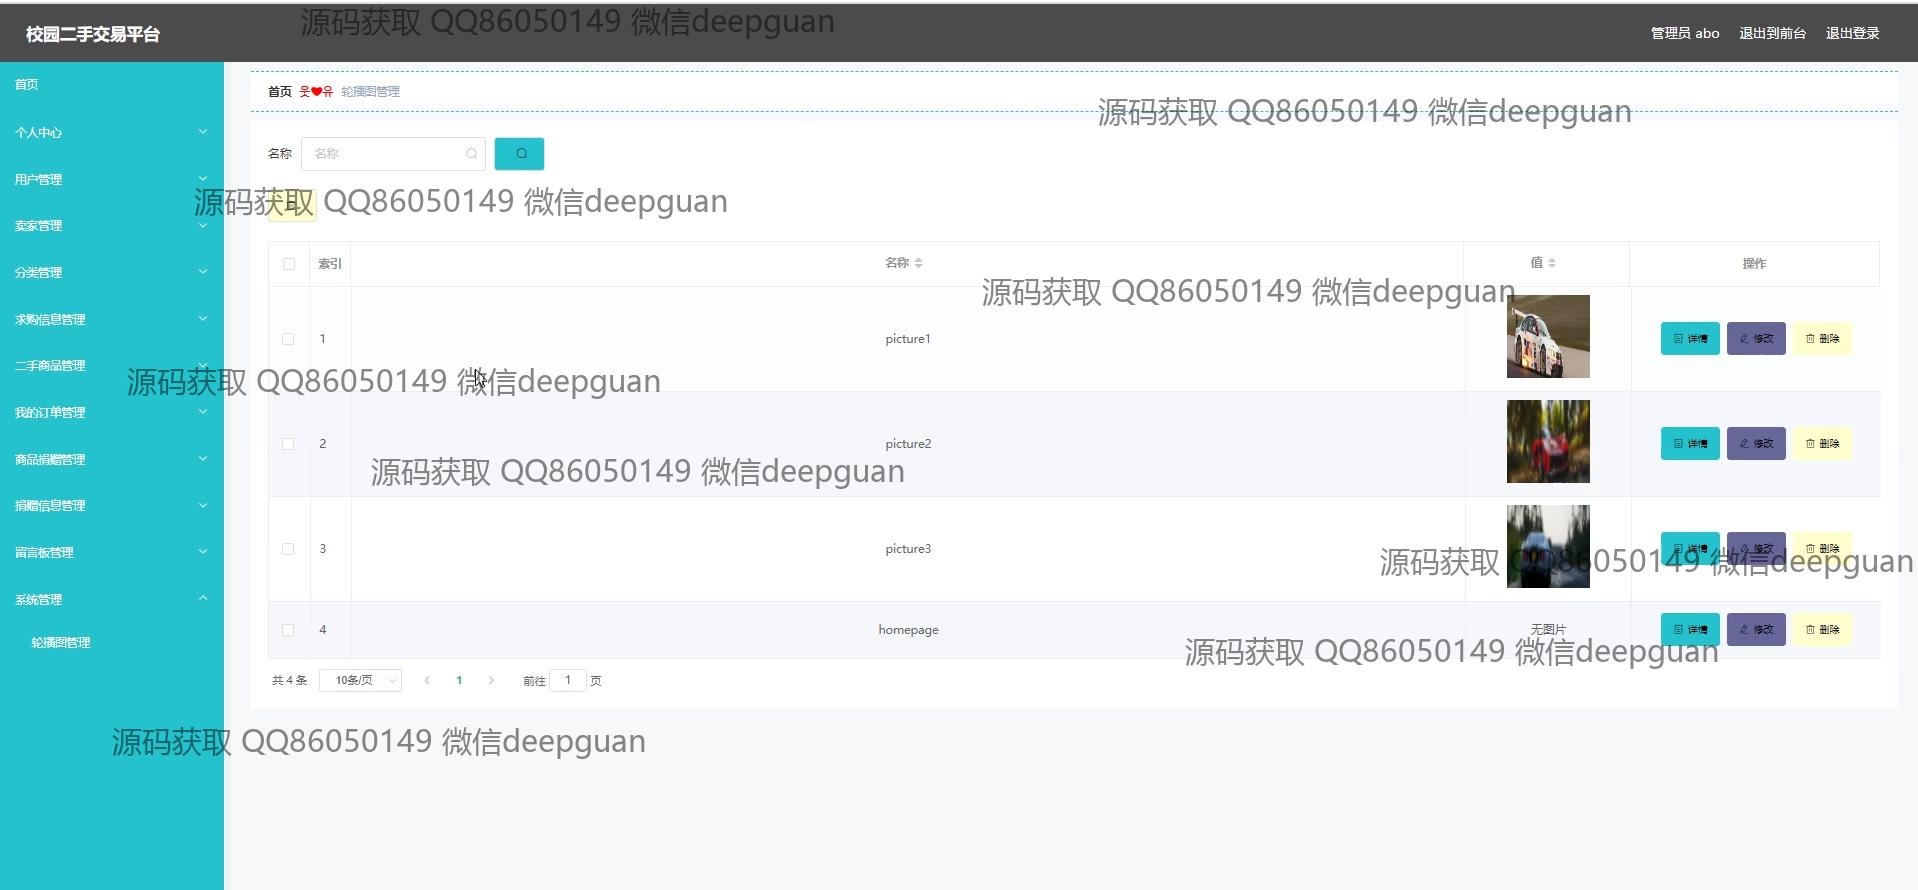 校园二手交易平台
源码获取 QQ86050149 微信deepguan
管理员 abo 退出到前台 退出登录
首页
个人中心
用户管理
卖家管理
分类管理
求购信息管理
二手商品管理
我的订单管理
商品捐赠管理
捐赠信息管理
留言板管理
系统管理
轮播图管理
首页 웃❤유 轮播图管理
源码获取 QQ86050149 微信deepguan
名称 名称
源码获取 QQ86050149 微信deepguan
索引 名称 值 操作
源码获取 QQ86050149 微信deepguan
1 picture1 详情 修改 删除
源码获取 QQ86050149 微信deepguan
2 picture2 详情 修改 删除
源码获取 QQ86050149 微信deepguan
3 picture3 详情 修改 删除
源码获取 QQ86050149 微信deepguan
4 homepage 无图片 详情 修改 删除
源码获取 QQ86050149 微信deepguan
共 4 条 10条/页 1 前往 1 页
源码获取 QQ86050149 微信deepguan